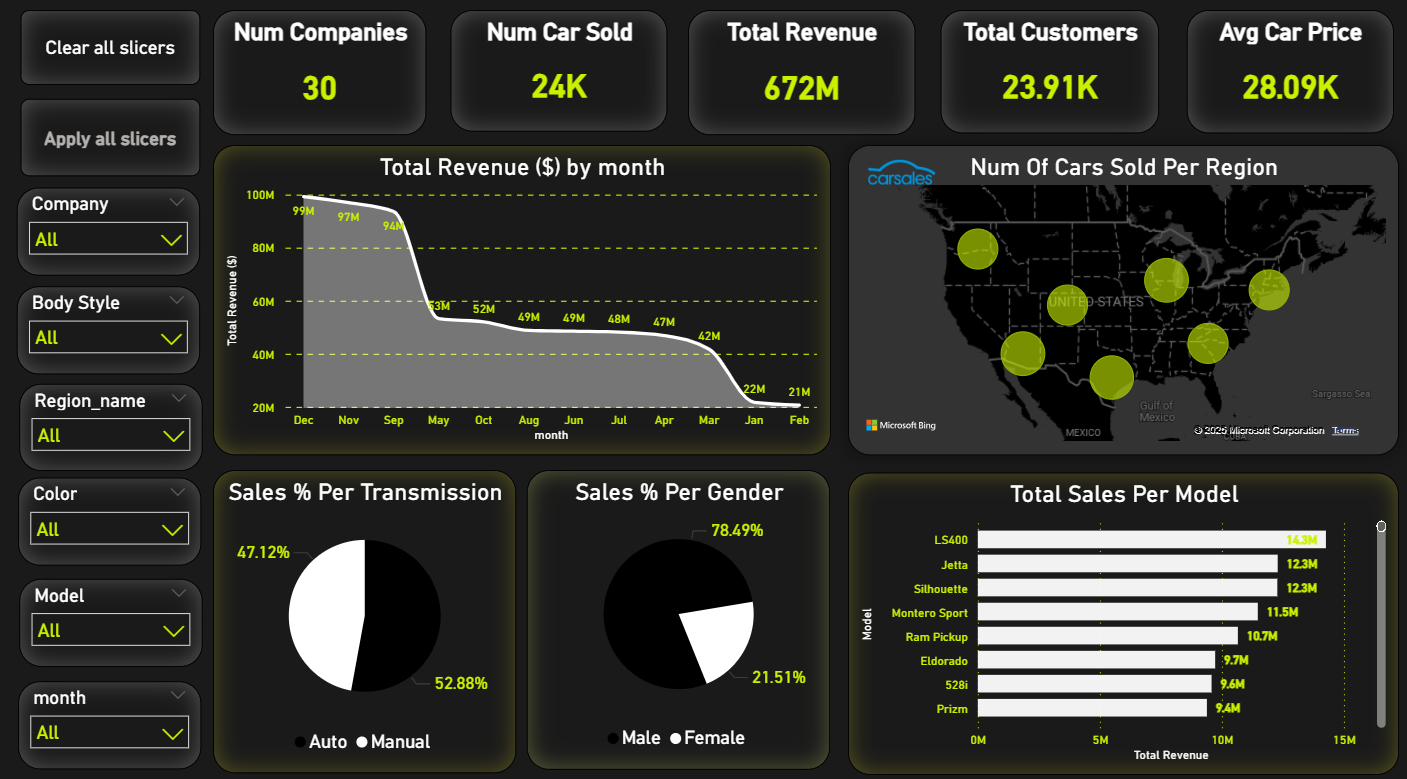 Clear all slicers
Apply all slicers
Company
All
Body Style
All
Region_name
All
Color
All
Model
All
month
All
Num Companies
30
Num Car Sold
24K
Total Revenue
672M
Total Customers
23.91K
Avg Car Price
28.09K
Total Revenue ($) by month
Total Revenue ($)
100M
80M
60M
40M
20M
99M
97M
94M
53M
52M
49M
49M
48M
47M
42M
22M
21M
Dec Nov Sep May Oct Aug Jun Jul Apr Mar Jan Feb
month
carsales
Num Of Cars Sold Per Region
UNITED STATES
Sargasso Sea
Gulf of
Mexico
MEXICO
CUBA
Microsoft Bing
© 2025 Microsoft Corporation Terms
Sales % Per Transmission
47.12%
52.88%
Auto Manual
Sales % Per Gender
78.49%
21.51%
Male Female
Total Sales Per Model
Model
LS400 14.3M
Jetta 12.3M
Silhouette 12.3M
Montero Sport 11.5M
Ram Pickup 10.7M
Eldorado 9.7M
528i 9.6M
Prizm 9.4M
0M 5M 10M 15M
Total Revenue